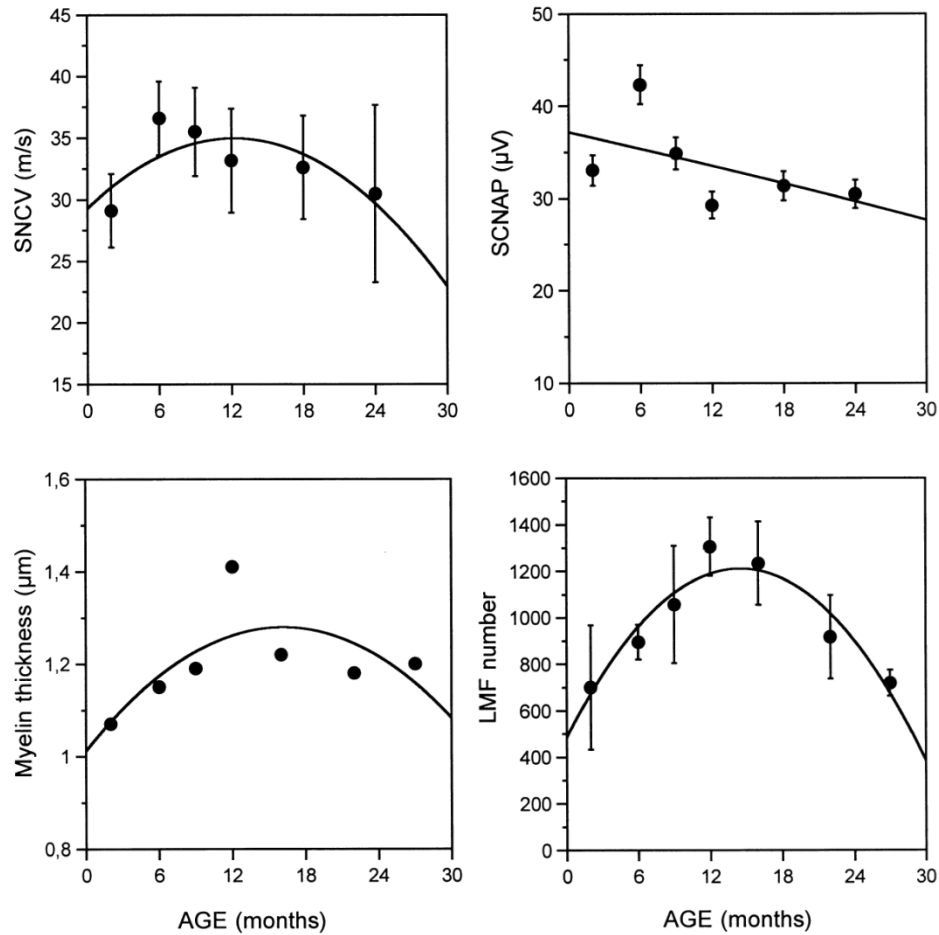 SNCV (m/s)
45
40
35
30
25
20
15
0 6 12 18 24 30
SCNAP (µV)
50
40
30
20
10
0 6 12 18 24 30
Myelin thickness (µm)
1,6
1,4
1,2
1
0,8
0 6 12 18 24 30
AGE (months)
LMF number
1600
1400
1200
1000
800
600
400
200
0
0 6 12 18 24 30
AGE (months)